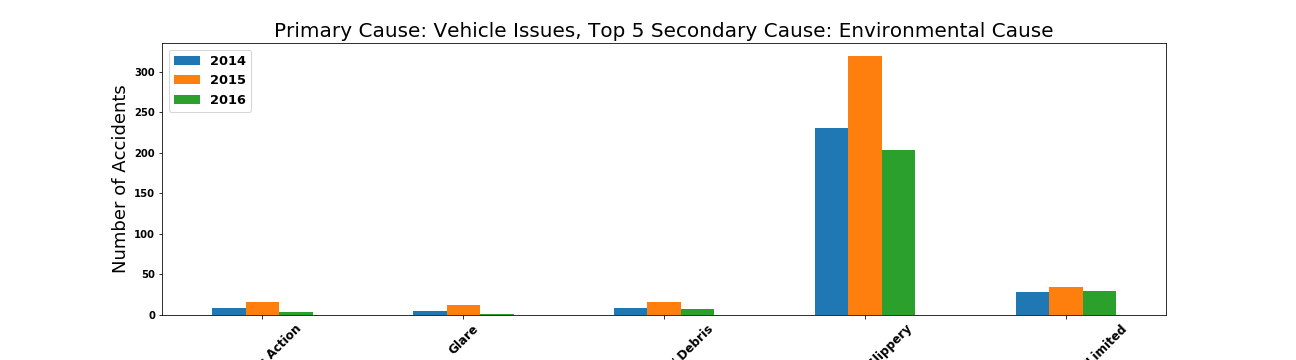 Primary Cause: Vehicle Issues, Top 5 Secondary Cause: Environmental Cause
2014
2015
2016
Number of Accidents
300
250
200
150
100
50
0
Action
Glare
Debris
Slippery
Limited